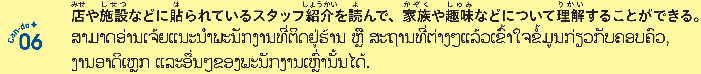 店や施設などに貼られているスタッフ紹介を読んで、家族や趣味などについて理解することができる。
Can-do
06
ສາມາດອ່ານເຈ້ຍແນະນຳພະນັກງານທີ່ຕິດຢູ່ຮ້ານ ຫຼື ສະຖານທີ່ຕ່າງໆແລ້ວເຂົ້າໃຈຂໍ້ມູນກ່ຽວກັບຄອບຄົວ,
ງານອາດິເຫຼກ ແລະອື່ນໆຂອງພະນັກງານເຫຼົ່ານັ້ນໄດ້.